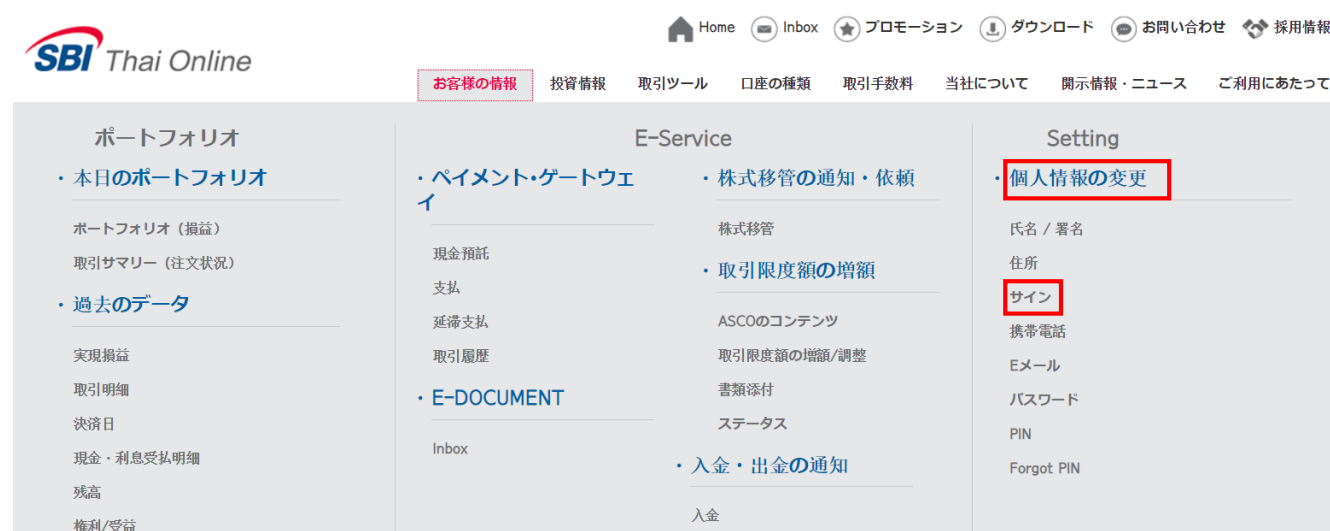 Home Inbox プロモーション ダウンロード お問い合わせ 採用情報
SBI Thai Online
お客様の情報 投資情報 取引ツール 口座の種類 取引手数料 当社について 開示情報・ニュース ご利用にあたって
ポートフォリオ
・本日のポートフォリオ
ポートフォリオ（損益）
取引サマリー（注文状況）
・過去のデータ
実現損益
取引明細
決済日
現金・利息受払明細
残高
権利/受益
E-Service
・ペイメント・ゲートウェ
イ
現金預託
支払
延滞支払
取引履歴
・E-DOCUMENT
Inbox
・株式移管の通知・依頼
株式移管
・取引限度額の増額
ASCOのコンテンツ
取引限度額の増額/調整
書類添付
ステータス
・入金・出金の通知
入金
Setting
・個人情報の変更
氏名 / 署名
住所
サイン
携帯電話
Eメール
パスワード
PIN
Forgot PIN